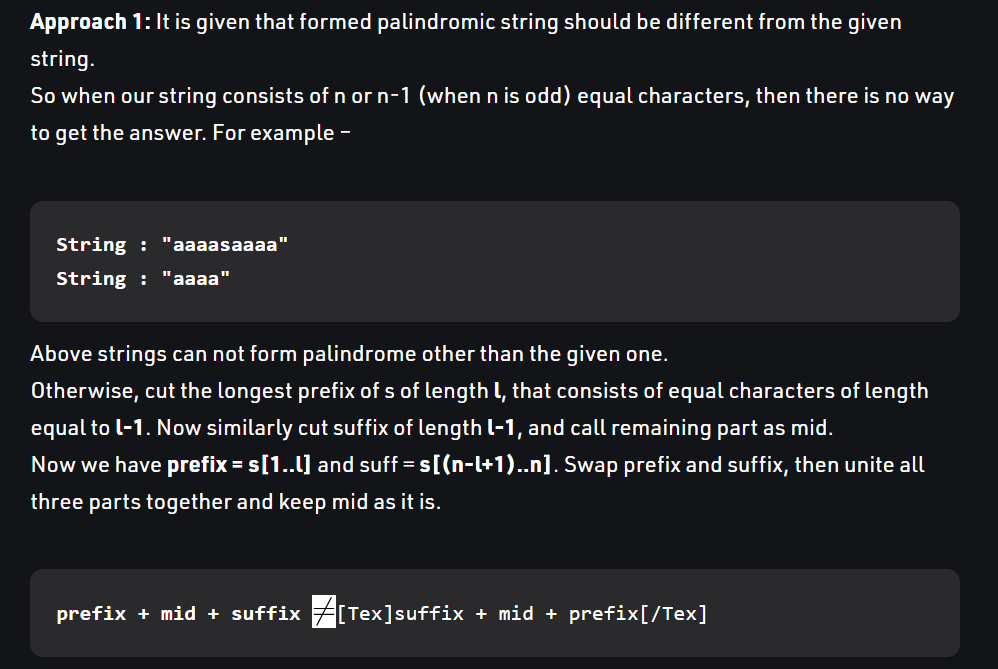 Approach 1: It is given that formed palindromic string should be different from the given
string.
So when our string consists of n or n-1 (when n is odd) equal characters, then there is no way
to get the answer. For example –
String : "aaaasaaaa"
String : "aaaa"
Above strings can not form palindrome other than the given one.
Otherwise, cut the longest prefix of s of length l, that consists of equal characters of length
equal to l-1. Now similarly cut suffix of length l-1, and call remaining part as mid.
Now we have prefix = s[1..l] and suff = s[(n-l+1)..n]. Swap prefix and suffix, then unite all
three parts together and keep mid as it is.
prefix + mid + suffix ≠[Tex]suffix + mid + prefix[/Tex]